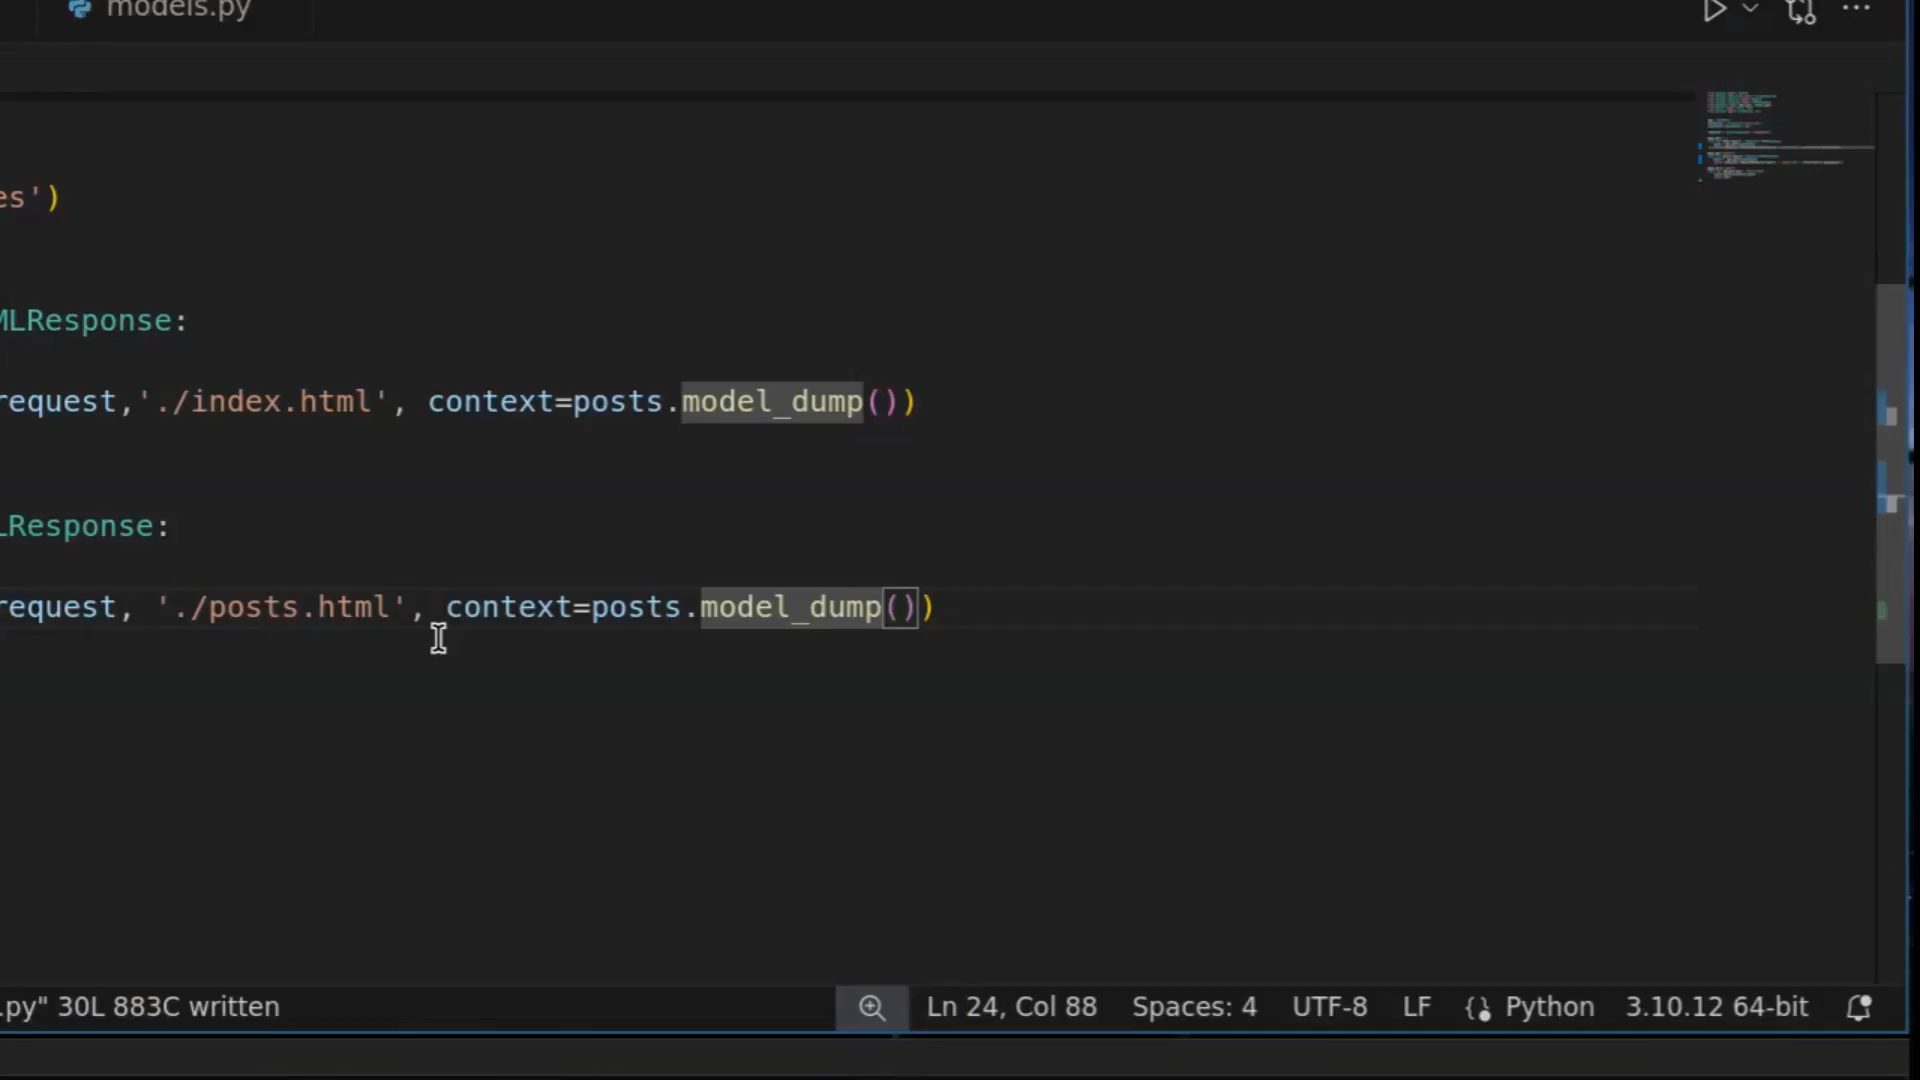 models.py
es')
MLResponse:
request,'./index.html', context=posts.model_dump())
LResponse:
request, './posts.html', context=posts.model_dump())
.py" 30L 883C written Ln 24, Col 88 Spaces: 4 UTF-8 LF Python 3.10.12 64-bit